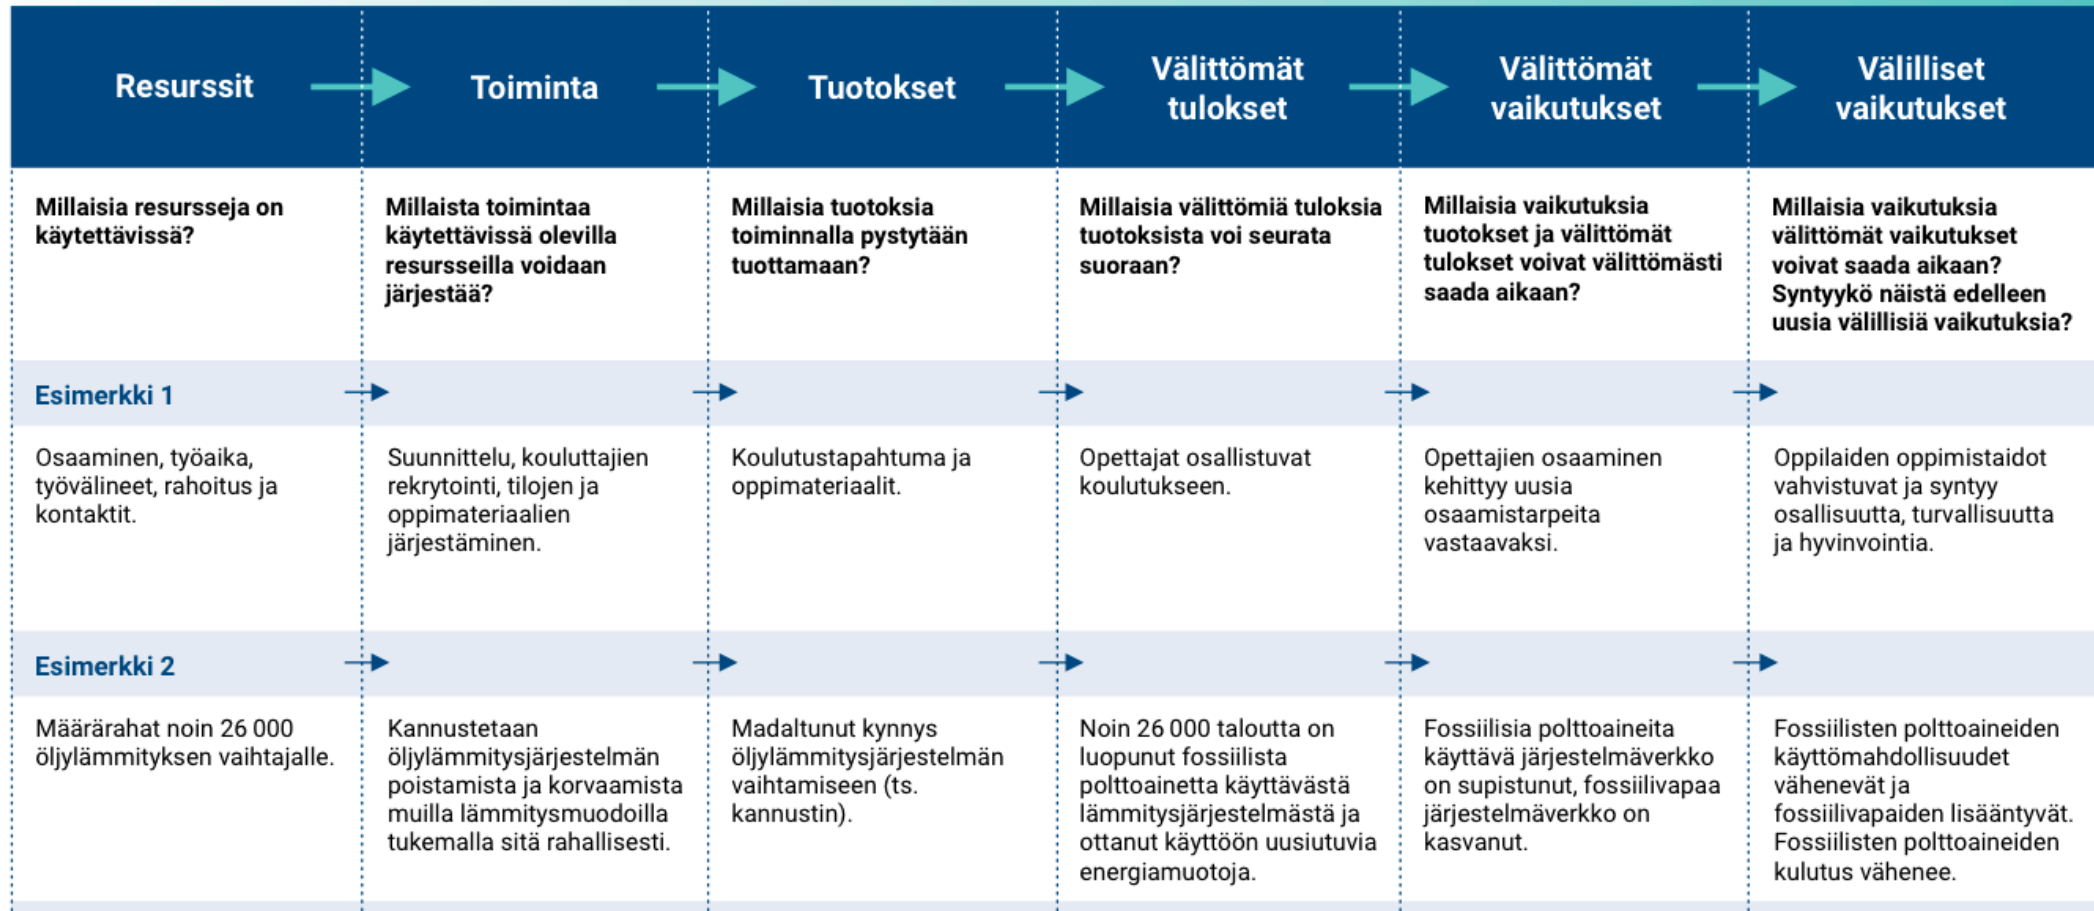 Resurssit
Toiminta
Tuotokset
Välittömät
tulokset
Välittömät
vaikutukset
Välilliset
vaikutukset
Millaisia resursseja on
käytettävissä?
Millaista toimintaa
käytettävissä olevilla
resursseilla voidaan
järjestää?
Millaisia tuotoksia
toiminnalla pystytään
tuottamaan?
Millaisia välittömiä tuloksia
tuotoksista voi seurata
suoraan?
Millaisia vaikutuksia
tuotokset ja välittömät
tulokset voivat välittömästi
saada aikaan?
Millaisia vaikutuksia
välittömät vaikutukset
voivat saada aikaan?
Syntyykö näistä edelleen
uusia välillisiä vaikutuksia?
Esimerkki 1
Osaaminen, työaika,
työvälineet, rahoitus ja
kontaktit.
Suunnittelu, kouluttajien
rekrytointi, tilojen ja
oppimateriaalien
järjestäminen.
Koulutustapahtuma ja
oppimateriaalit.
Opettajat osallistuvat
koulutukseen.
Opettajien osaaminen
kehittyy uusia
osaamistarpeita
vastaavaksi.
Oppilaiden oppimistaidot
vahvistuvat ja syntyy
osallisuutta, turvallisuutta
ja hyvinvointia.
Esimerkki 2
Määrärahat noin 26 000
öljylämmityksen vaihtajalle.
Kannustetaan
öljylämmitysjärjestelmän
poistamista ja korvaamista
muilla lämmitysmuodoilla
tukemalla sitä rahallisesti.
Madaltunut kynnys
öljylämmitysjärjestelmän
vaihtamiseen (ts.
kannustin).
Noin 26 000 taloutta on
luopunut fossiilista
polttoainetta käyttävästä
lämmitysjärjestelmästä ja
ottanut käyttöön uusiutuvia
energiamuotoja.
Fossiilisia polttoaineita
käyttävä järjestelmäverkko
on supistunut, fossiilivapaa
järjestelmäverkko on
kasvanut.
Fossiilisten polttoaineiden
käyttömahdollisuudet
vähenevät ja
fossiilivapaiden lisääntyvät.
Fossiilisten polttoaineiden
kulutus vähenee.